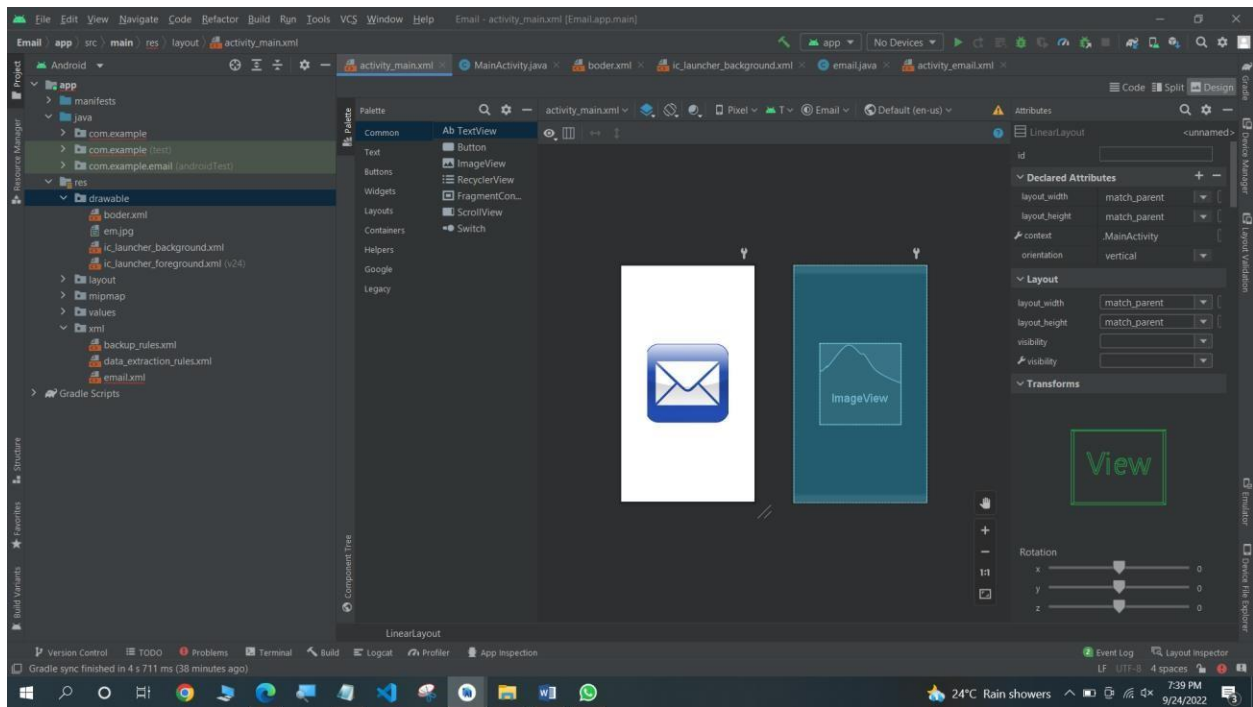 File Edit View Navigate Code Refactor Build Run Tools VCS Window Help Email - activity_main.xml [Email.app.main]
Email app src main res layout activity_main.xml
app No Devices
Android
activity_main.xml MainActivity.java boder.xml ic_launcher_background.xml email.java activity_email.xml
Code Split Design
Project
Resource Manager
Structure
Favorites
Build Variants
app
manifests
java
com.example
com.example (test)
com.example.email (androidTest)
res
drawable
boder.xml
em.jpg
ic_launcher_background.xml
ic_launcher_foreground.xml (v24)
layout
mipmap
values
xml
backup_rules.xml
data_extraction_rules.xml
email.xml
Gradle Scripts
Palette
Component Tree
Palette
Common
Text
Buttons
Widgets
Layouts
Containers
Helpers
Google
Legacy
Ab TextView
Button
ImageView
RecyclerView
FragmentCon...
ScrollView
Switch
activity_main.xml Pixel T Email Default (en-us)
ImageView
1:1
Attributes
LinearLayout <unnamed>
id
Declared Attributes
layout_width match_parent
layout_height match_parent
context .MainActivity
orientation vertical
Layout
layout_width match_parent
layout_height match_parent
visibility
visibility
Transforms
View
Rotation
x 0
y 0
z 0
Gradle
Device Manager
Layout Validation
Emulator
Device File Explorer
LinearLayout
Version Control TODO Problems Terminal Build Logcat Profiler App Inspection
2 Event Log Layout Inspector
Gradle sync finished in 4 s 711 ms (38 minutes ago)
LF UTF-8 4 spaces
24°C Rain showers
7:39 PM
9/24/2022
3